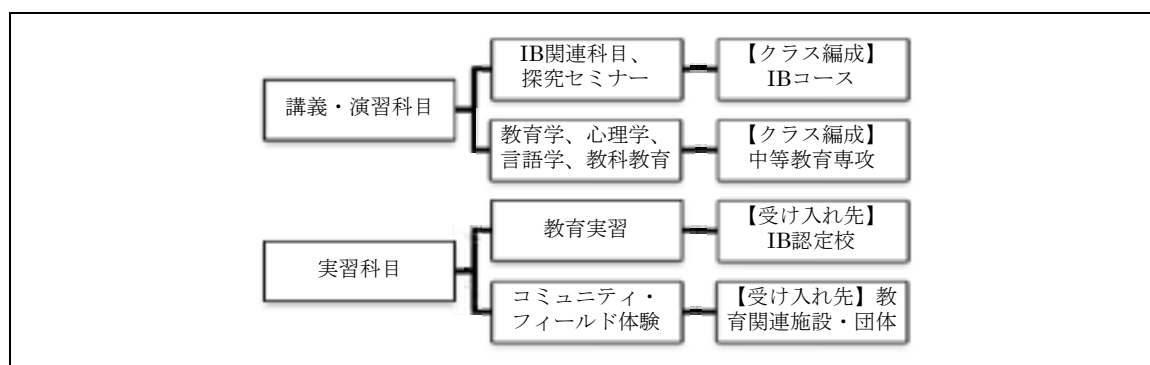 講義・演習科目
IB関連科目、
探究セミナー
【クラス編成】
IBコース
教育学、心理学、
言語学、教科教育
【クラス編成】
中等教育専攻
実習科目
教育実習
【受け入れ先】
IB認定校
コミュニティ・
フィールド体験
【受け入れ先】教
育関連施設・団体